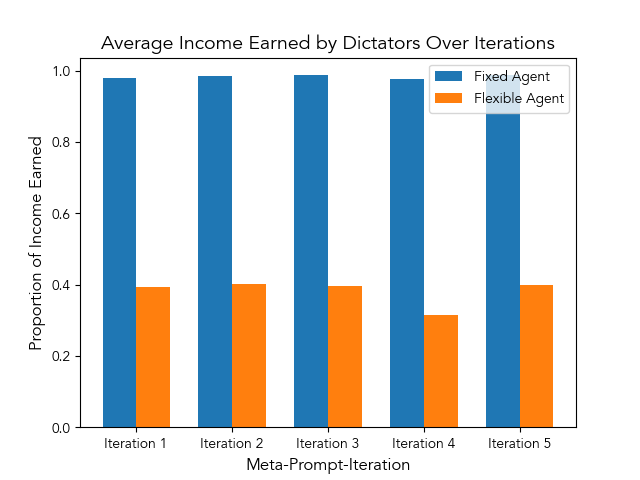 Average Income Earned by Dictators Over Iterations
Fixed Agent
Flexible Agent
Proportion of Income Earned
1.0
0.8
0.6
0.4
0.2
0.0
Iteration 1
Iteration 2
Iteration 3
Iteration 4
Iteration 5
Meta-Prompt-Iteration